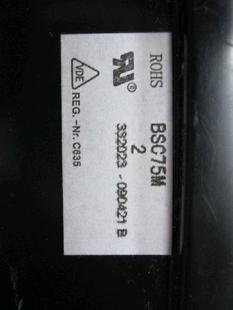 ROHS
BSC75M
2
332023 - 090421 B
VDE
REG.-Nr. C635